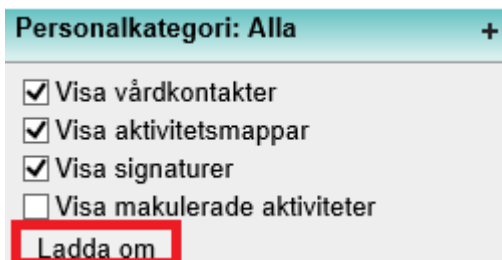 Personalkategori: Alla +
Visa vårdkontakter
Visa aktivitetsmappar
Visa signaturer
Visa makulerade aktiviteter
Ladda om